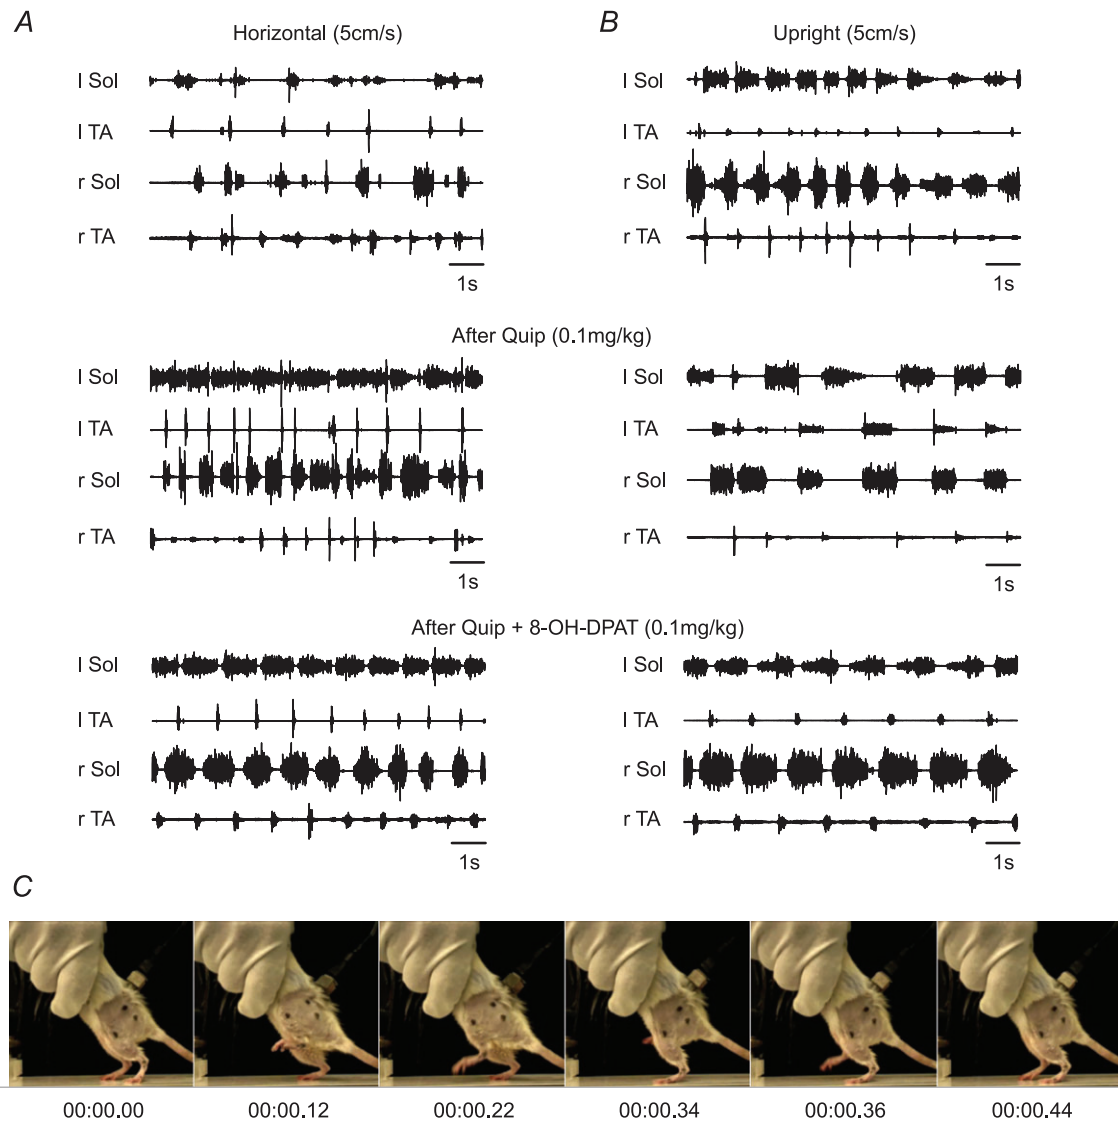 A
B
Horizontal (5cm/s)
Upright (5cm/s)
l Sol
l TA
r Sol
r TA
1s
l Sol
l TA
r Sol
r TA
1s
After Quip (0.1mg/kg)
l Sol
l TA
r Sol
r TA
1s
l Sol
l TA
r Sol
r TA
1s
After Quip + 8-OH-DPAT (0.1mg/kg)
l Sol
l TA
r Sol
r TA
1s
l Sol
l TA
r Sol
r TA
1s
C
00:00.00 00:00.12 00:00.22 00:00.34 00:00.36 00:00.44